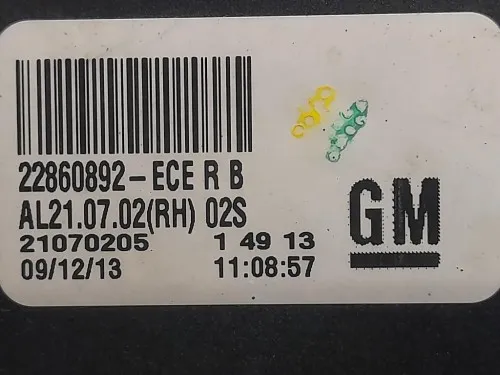 22860892-ECE R B
AL21.07.02(RH) 02S
21070205 1 49 13
09/12/13 11:08:57
GM